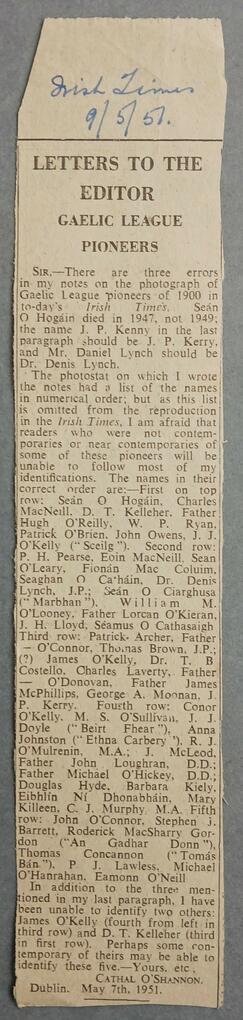 Irish Times
9/5/51.
LETTERS TO THE
EDITOR
GAELIC LEAGUE
PIONEERS
SIR,—There are three errors
in my notes on the photograph of
Gaelic League pioneers of 1900 in
to-day's Irish Times. Seán
O Hogáin died in 1947, not 1949;
the name J. P. Kenny in the last
paragraph should be J. P. Kerry,
and Mr. Daniel Lynch should be
Dr. Denis Lynch.
The photostat on which I wrote
the notes had a list of the names
in numerical order; but as this list
is omitted from the reproduction
in the Irish Times, I am afraid that
readers who were not contem-
poraries or near contemporaries of
some of these pioneers will be
unable to follow most of my
identifications. The names in their
correct order are:—First on top
row: Seán O Hogáin, Charles
MacNeill, D. T. Kelleher, Father
Hugh O'Reilly, W. P. Ryan,
Patrick O'Brien, John Owens, J. J.
O'Kelly ("Sceilg"). Second row:
P. H. Pearse, Eoin MacNeill, Sean
O'Leary, Fionán Mac Coluim,
Seaghan O Ca'háin, Dr. Denis
Lynch, J.P.; Seán O Ciarghusa
("Marbhan"), William M.
O'Looney, Father Lorcan O'Kieran,
J. H. Lloyd, Séamus O Cathasaigh
Third row: Patrick Archer, Father
— O'Connor, Thomas Brown, J.P.;
(?) James O'Kelly, Dr. T. B
Costello, Charles Laverty, Father
— O'Donovan, Father James
McPhillips, George A. Moonan, J.
P. Kerry. Fourth row: Conor
O'Kelly, M. S. O'Sullivan, J. J.
Doyle ("Beirt Fhear"), Anna
Johnston ("Ethna Carbery"). R. J.
O'Mulrenin, M.A.; J. McLeod,
Father John Loughran, D.D.;
Father Michael O'Hickey, D.D.;
Douglas Hyde, Barbara Kiely,
Eibhlín Ní Dhonabháin, Mary
Killeen, C. J. Murphy, M.A. Fifth
row: John O'Connor, Stephen J.
Barrett, Roderick MacSharry Gor-
don ("An Gadhar Donn"),
Thomas Concannon ("Tomás
Bán"). P. J. Lawless, Michael
O'Hanrahan, Eamonn O'Neill
In addition to the three men-
tioned in my last paragraph, I have
been unable to identify two others:
James O'Kelly (fourth from left in
third row) and D. T. Kelleher (third
in first row). Perhaps some con-
temporary of theirs may be able to
identify these five.—Yours, etc.,
CATHAL O'SHANNON.
Dublin. May 7th, 1951.